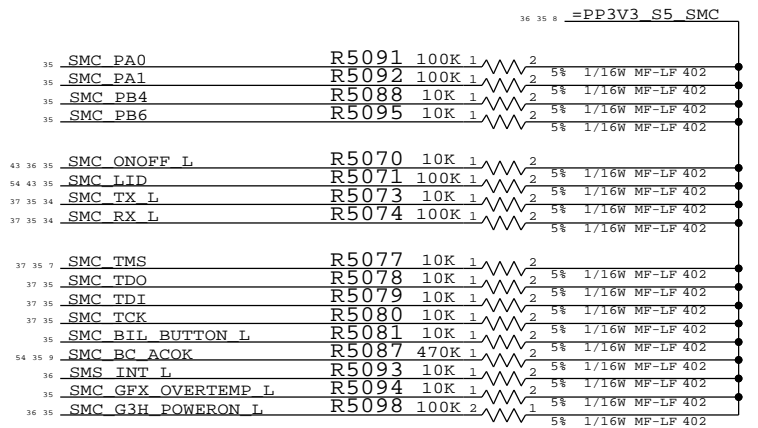 36 35 8 =PP3V3_S5_SMC
35 SMC_PA0 R5091 100K 1 2 5% 1/16W MF-LF 402
35 SMC_PA1 R5092 100K 1 2 5% 1/16W MF-LF 402
35 SMC_PB4 R5088 10K 1 2 5% 1/16W MF-LF 402
35 SMC_PB6 R5095 10K 1 2 5% 1/16W MF-LF 402
43 36 35 SMC_ONOFF_L R5070 10K 1 2 5% 1/16W MF-LF 402
54 43 35 SMC_LID R5071 100K 1 2 5% 1/16W MF-LF 402
37 35 34 SMC_TX_L R5073 10K 1 2 5% 1/16W MF-LF 402
37 35 34 SMC_RX_L R5074 100K 1 2 5% 1/16W MF-LF 402
37 35 7 SMC_TMS R5077 10K 1 2 5% 1/16W MF-LF 402
37 35 SMC_TDO R5078 10K 1 2 5% 1/16W MF-LF 402
37 35 SMC_TDI R5079 10K 1 2 5% 1/16W MF-LF 402
37 35 SMC_TCK R5080 10K 1 2 5% 1/16W MF-LF 402
35 SMC_BIL_BUTTON_L R5081 10K 1 2 5% 1/16W MF-LF 402
54 35 9 SMC_BC_ACOK R5087 470K 1 2 5% 1/16W MF-LF 402
36 SMS_INT_L R5093 10K 1 2 5% 1/16W MF-LF 402
35 SMC_GFX_OVERTEMP_L R5094 10K 1 2 5% 1/16W MF-LF 402
36 35 SMC_G3H_POWERON_L R5098 100K 2 1 5% 1/16W MF-LF 402